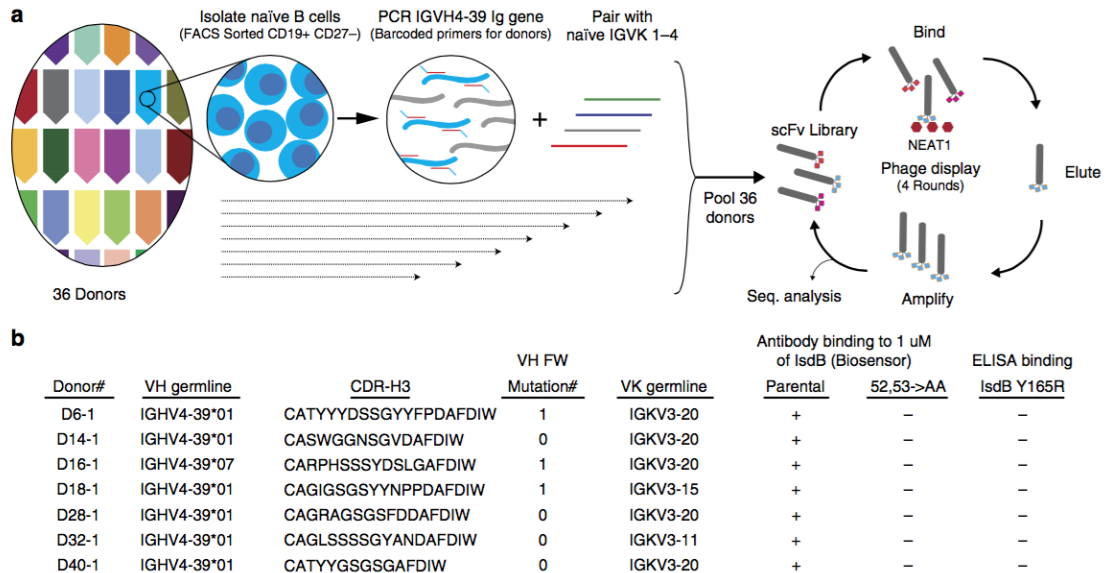 a
Isolate naïve B cells
(FACS Sorted CD19+ CD27–)
PCR IGVH4-39 Ig gene
(Barcoded primers for donors)
Pair with
naïve IGVK 1–4
+
36 Donors
Pool 36
donors
scFv Library
Bind
NEAT1
Phage display
(4 Rounds)
Elute
Amplify
Seq. analysis
b
Antibody binding to 1 uM
of IsdB (Biosensor)
VH FW
ELISA binding
Donor# VH germline CDR-H3 Mutation# VK germline Parental 52,53->AA IsdB Y165R
D6-1 IGHV4-39*01 CATYYYDSSGYYFPDAFDIW 1 IGKV3-20 + – –
D14-1 IGHV4-39*01 CASWGGNSGVDAFDIW 0 IGKV3-20 + – –
D16-1 IGHV4-39*07 CARPHSSSYDSLGAFDIW 1 IGKV3-20 + – –
D18-1 IGHV4-39*01 CAGIGSGSYYNPPDAFDIW 1 IGKV3-15 + – –
D28-1 IGHV4-39*01 CAGRAGSGSFDDAFDIW 0 IGKV3-20 + – –
D32-1 IGHV4-39*01 CAGLSSSSGYANDAFDIW 0 IGKV3-11 + – –
D40-1 IGHV4-39*01 CATYYGSGSGAFDIW 0 IGKV3-20 + – –